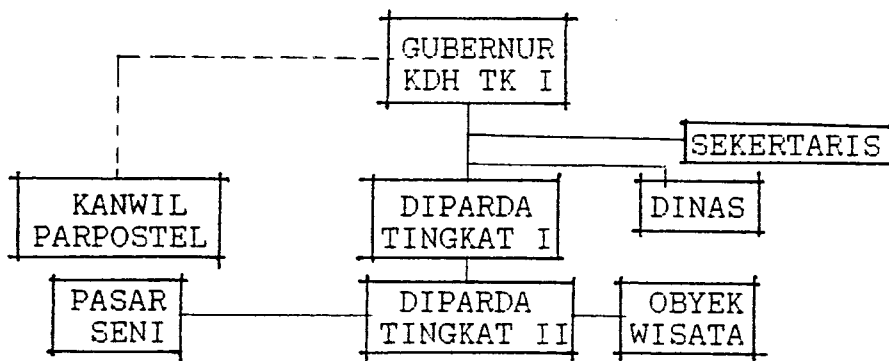 GUBERNUR
KDH TK I
SEKERTARIS
KANWIL
PARPOSTEL
DIPARDA
TINGKAT I
DINAS
PASAR
SENI
DIPARDA
TINGKAT II
OBYEK
WISATA